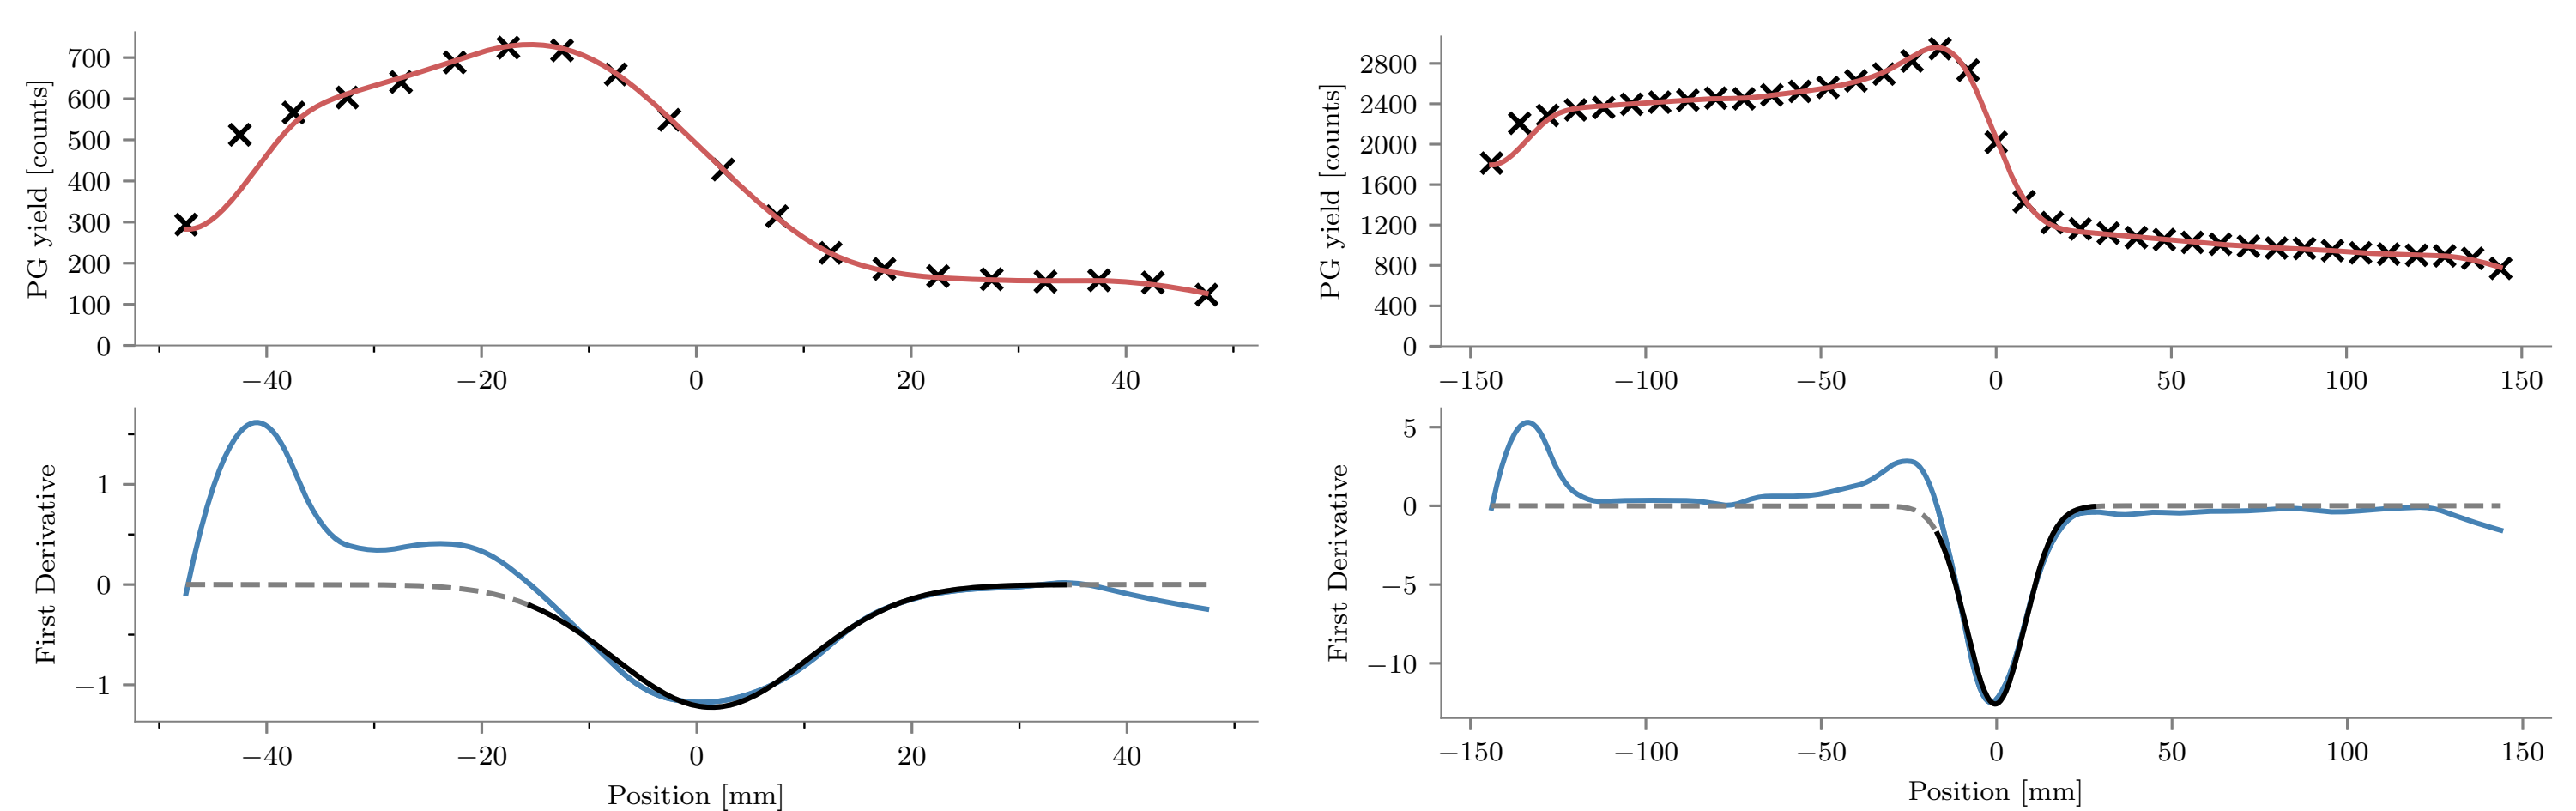 PG yield [counts]
700
600
500
400
300
200
100
0
−40 −20 0 20 40
First Derivative
1
0
−1
−40 −20 0 20 40
Position [mm]
PG yield [counts]
2800
2400
2000
1600
1200
800
400
0
−150 −100 −50 0 50 100 150
First Derivative
5
0
−5
−10
−150 −100 −50 0 50 100 150
Position [mm]